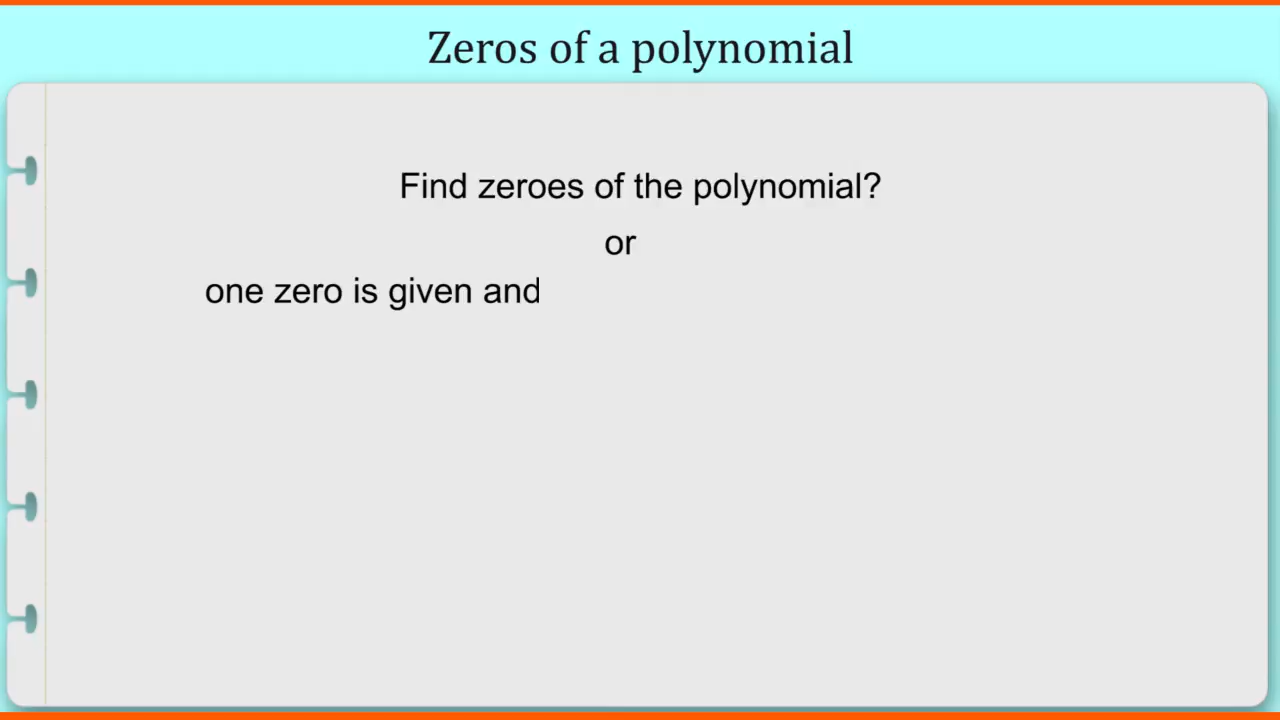 Zeros of a polynomial
Find zeroes of the polynomial?
or
one zero is given and